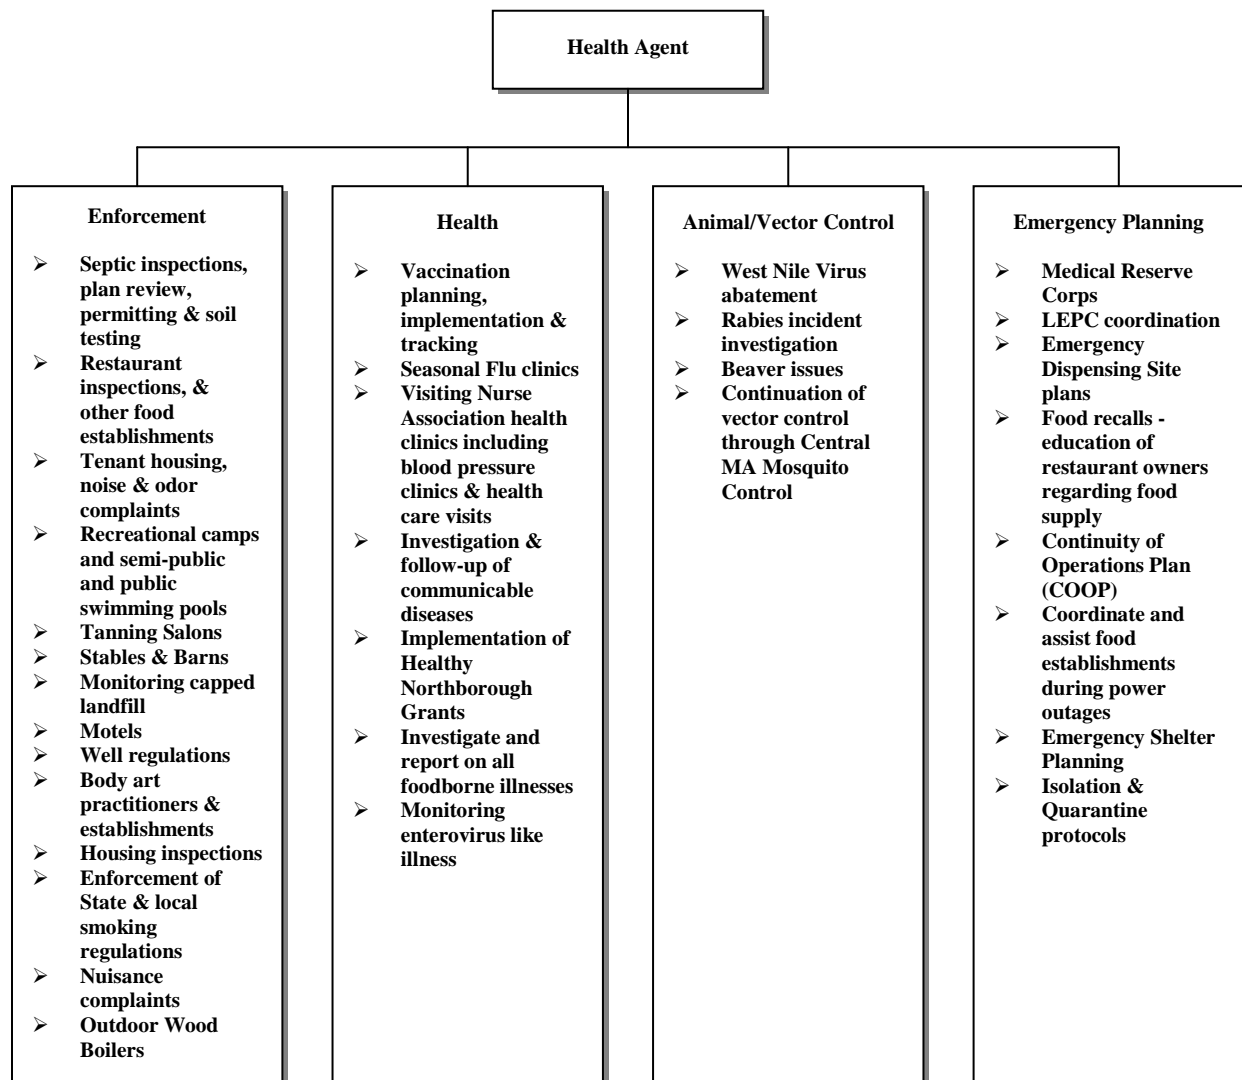 Health Agent
Enforcement
➢ Septic inspections,
plan review,
permitting & soil
testing
➢ Restaurant
inspections, &
other food
establishments
➢ Tenant housing,
noise & odor
complaints
➢ Recreational camps
and semi-public
and public
swimming pools
➢ Tanning Salons
➢ Stables & Barns
➢ Monitoring capped
landfill
➢ Motels
➢ Well regulations
➢ Body art
practitioners &
establishments
➢ Housing inspections
➢ Enforcement of
State & local
smoking
regulations
➢ Nuisance
complaints
➢ Outdoor Wood
Boilers
Health
➢ Vaccination
planning,
implementation &
tracking
➢ Seasonal Flu clinics
➢ Visiting Nurse
Association health
clinics including
blood pressure
clinics & health
care visits
➢ Investigation &
follow-up of
communicable
diseases
➢ Implementation of
Healthy
Northborough
Grants
➢ Investigate and
report on all
foodborne illnesses
➢ Monitoring
enterovirus like
illness
Animal/Vector Control
➢ West Nile Virus
abatement
➢ Rabies incident
investigation
➢ Beaver issues
➢ Continuation of
vector control
through Central
MA Mosquito
Control
Emergency Planning
➢ Medical Reserve
Corps
➢ LEPC coordination
➢ Emergency
Dispensing Site
plans
➢ Food recalls -
education of
restaurant owners
regarding food
supply
➢ Continuity of
Operations Plan
(COOP)
➢ Coordinate and
assist food
establishments
during power
outages
➢ Emergency Shelter
Planning
➢ Isolation &
Quarantine
protocols